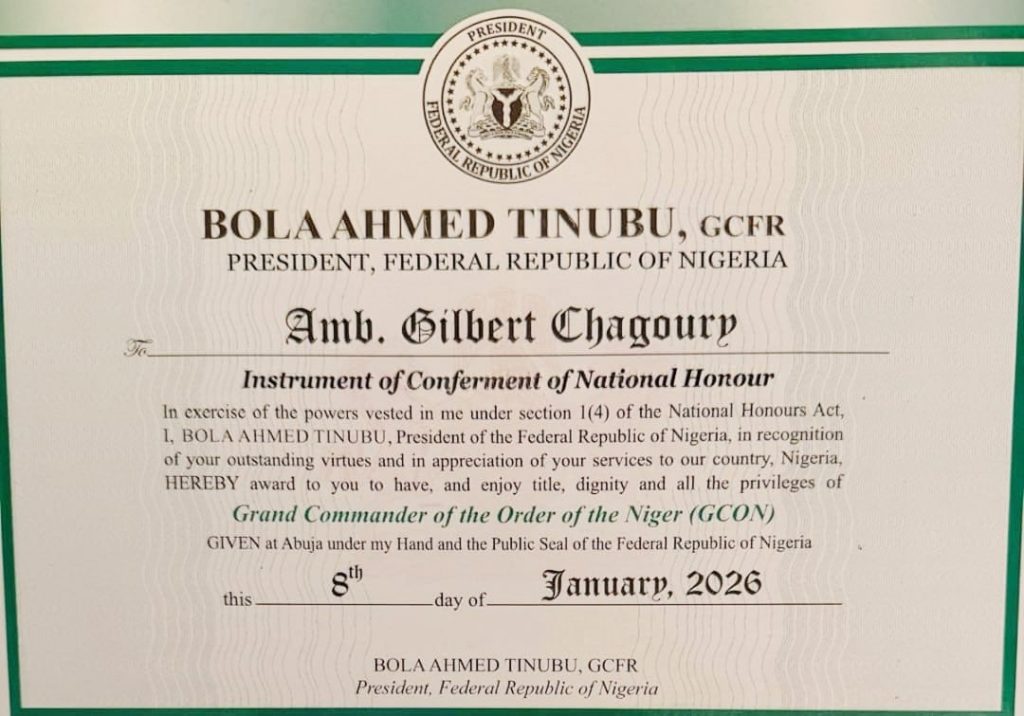 PRESIDENT
FEDERAL REPUBLIC OF NIGERIA
BOLA AHMED TINUBU, GCFR
PRESIDENT, FEDERAL REPUBLIC OF NIGERIA
To Amb. Gilbert Chagoury
Instrument of Conferment of National Honour
In exercise of the powers vested in me under section 1(4) of the National Honours Act,
I, BOLA AHMED TINUBU, President of the Federal Republic of Nigeria, in recognition
of your outstanding virtues and in appreciation of your services to our country, Nigeria,
HEREBY award to you to have, and enjoy title, dignity and all the privileges of
Grand Commander of the Order of the Niger (GCON)
GIVEN at Abuja under my Hand and the Public Seal of the Federal Republic of Nigeria
this 8th day of January, 2026
BOLA AHMED TINUBU, GCFR
President, Federal Republic of Nigeria